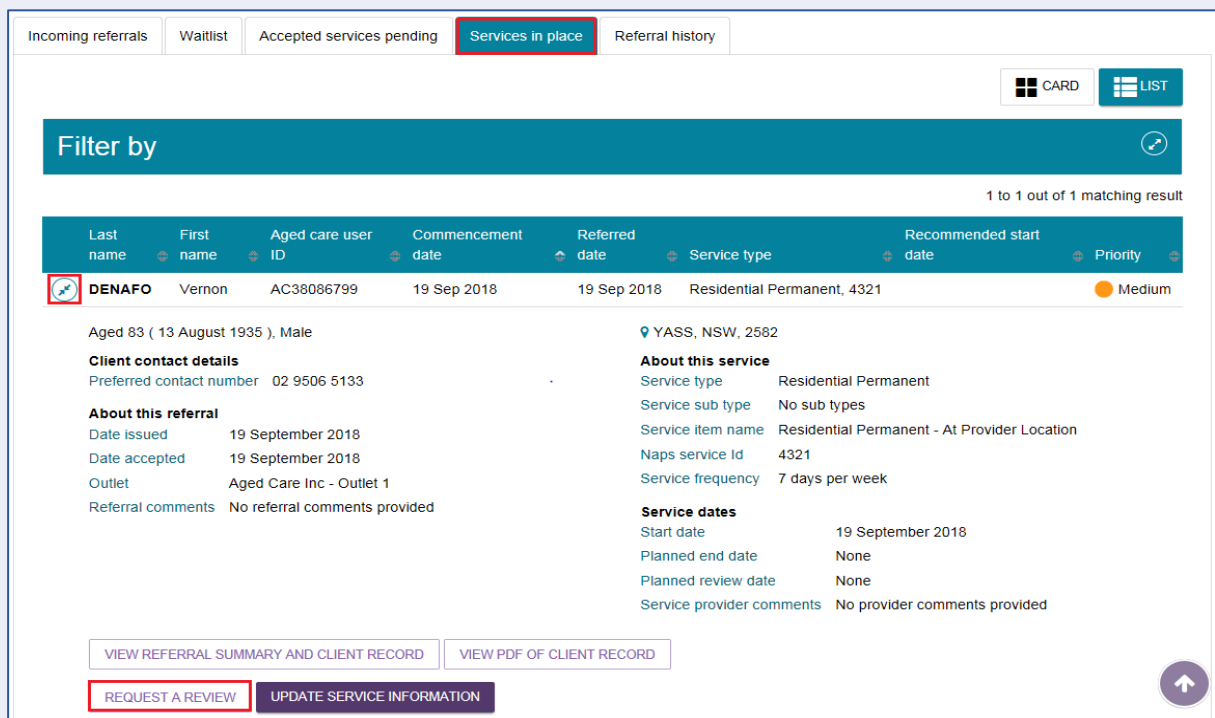 Incoming referrals Waitlist Accepted services pending Services in place Referral history
CARD LIST
Filter by
1 to 1 out of 1 matching result
Last name First name Aged care user ID Commencement date Referred date Service type Recommended start date Priority
DENAFO Vernon AC38086799 19 Sep 2018 19 Sep 2018 Residential Permanent, 4321 Medium
Aged 83 ( 13 August 1935 ), Male
Client contact details
Preferred contact number 02 9506 5133
About this referral
Date issued 19 September 2018
Date accepted 19 September 2018
Outlet Aged Care Inc - Outlet 1
Referral comments No referral comments provided
YASS, NSW, 2582
About this service
Service type Residential Permanent
Service sub type No sub types
Service item name Residential Permanent - At Provider Location
Naps service Id 4321
Service frequency 7 days per week
Service dates
Start date 19 September 2018
Planned end date None
Planned review date None
Service provider comments No provider comments provided
VIEW REFERRAL SUMMARY AND CLIENT RECORD VIEW PDF OF CLIENT RECORD
REQUEST A REVIEW UPDATE SERVICE INFORMATION